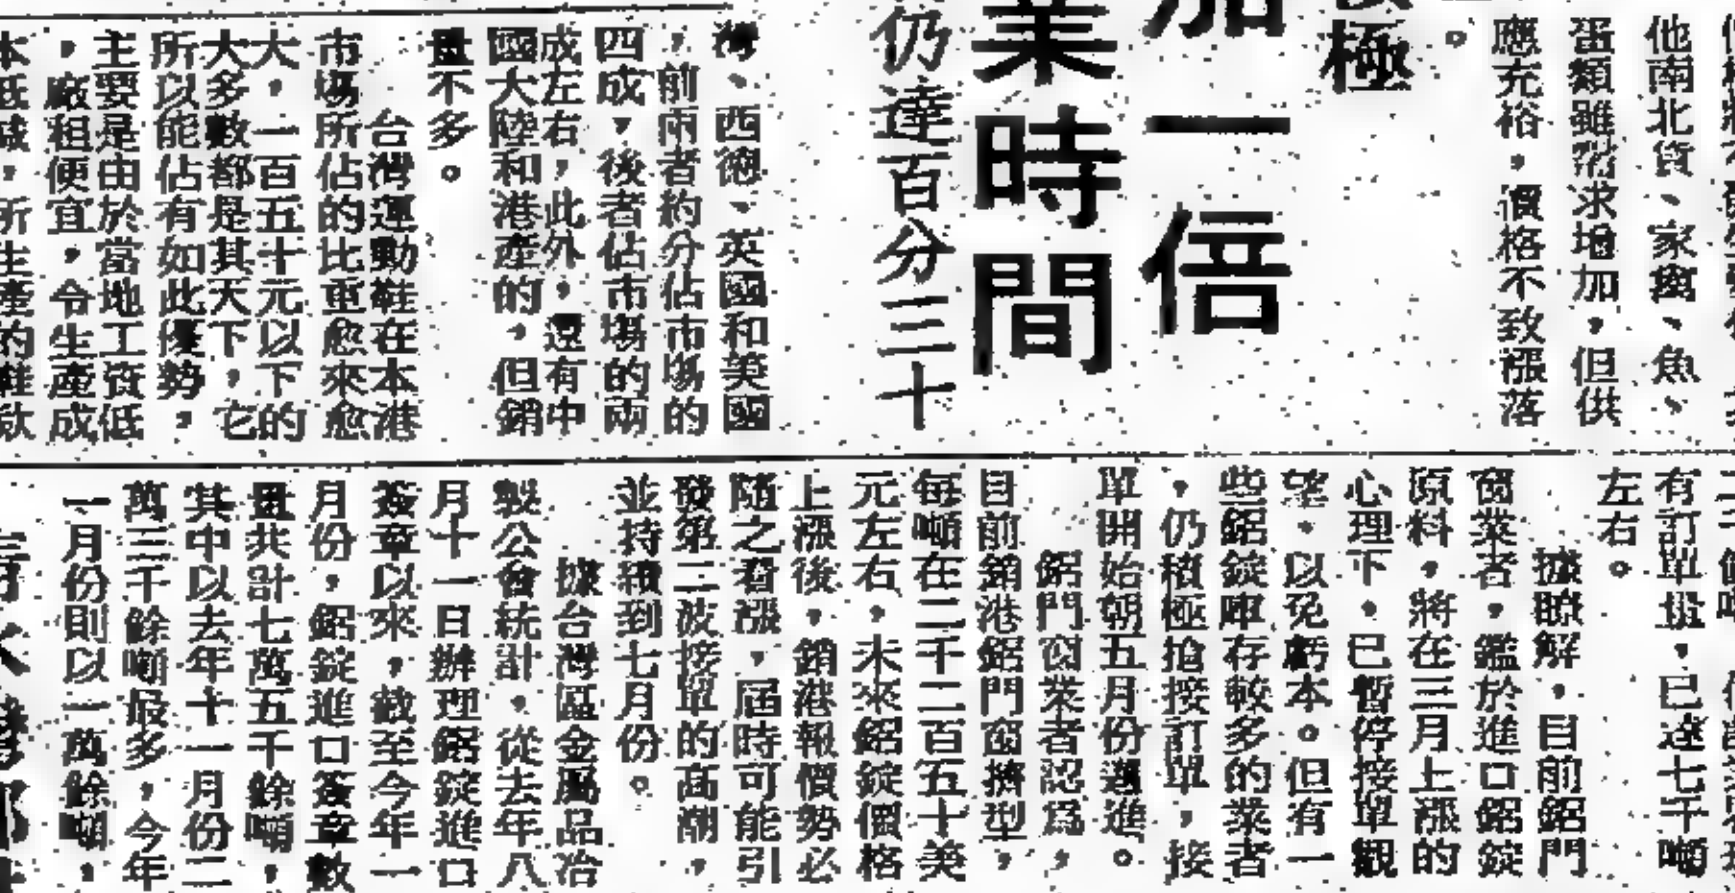 他南北貨、家禽、魚、
蛋類雖需求增加,但供
應充裕,價格不致漲落
。
極
加一倍
業時間
仍達百分三十
灣、西德、英國和美國
,前兩者約分佔市場的
四成,後者佔市場的兩
成左右,此外,還有中
國大陸和港產的,但銷
量不多。
台灣運動鞋在本港
市場所佔的比重愈來愈
大,一百五十元以下的
大多數都是其天下,它
所以能佔有如此優勢,
主要是由於當地工資低
,廠租便宜,令生產成
本低減,所生產的鞋款
有訂單量,已達七千噸
左右。
據瞭解,目前鋁門
窗業者,鑑於進口鋁錠
原料,將在三月上漲的
心理下,已暫停接單觀
望,以免虧本。但有一
些鋁錠庫存較多的業者
,仍積極搶接訂單,接
單開始朝五月份邁進。
鋁門窗業者認爲,
目前銷港鋁門窗擠型,
每噸在二千二百五十美
元左右,未來鋁錠價格
上漲後,銷港報價勢必
隨之看漲,屆時可能引
發第二波接單的高潮,
並持續到七月份。
據台灣區金屬品冶
製公會統計,從去年八
月十一日辦理鋁錠進口
簽章以來,截至今年一
月份,鋁錠進口簽章數
量共計七萬五千餘噸,
其中以去年十一月份二
萬三千餘噸最多,今年
一月份則以一萬餘噸,